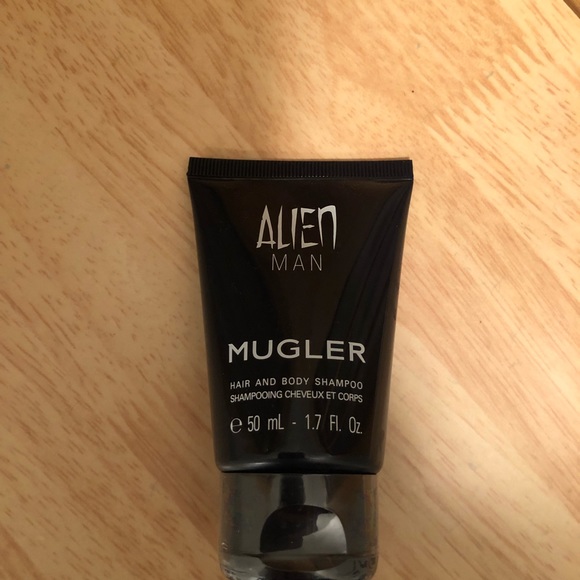 ALIEN
MAN
MUGLER
HAIR AND BODY SHAMPOO
SHAMPOOING CHEVEUX ET CORPS
℮ 50 mL - 1.7 Fl. Oz.